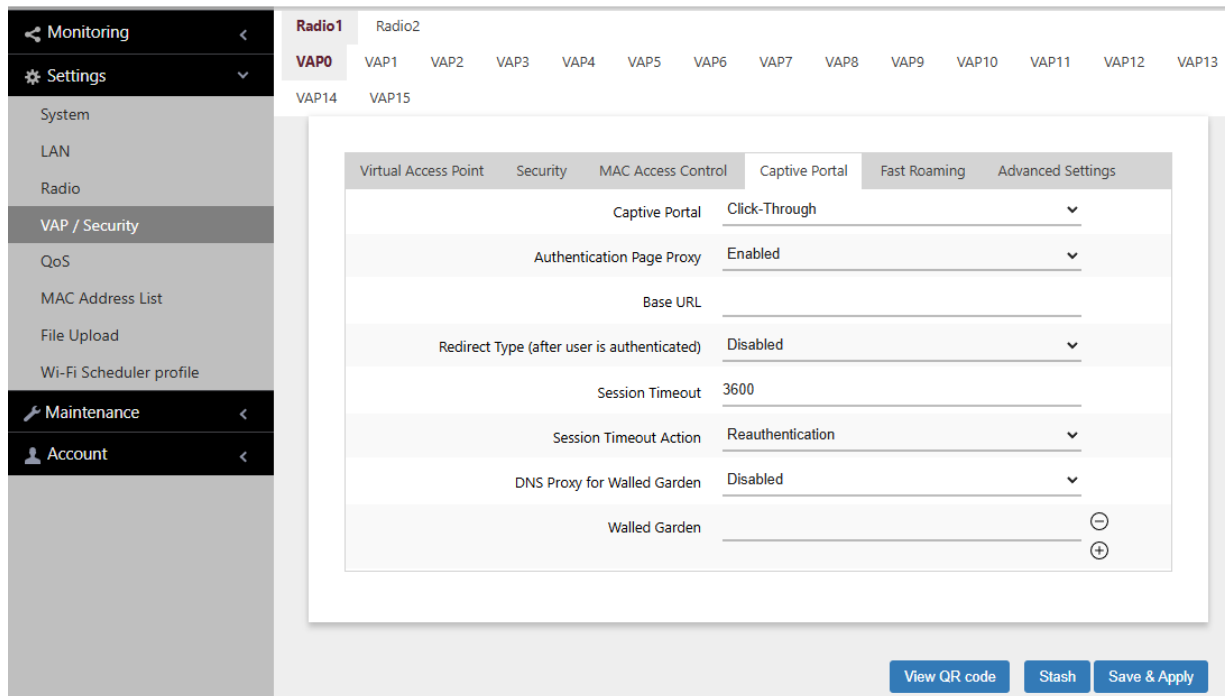 Monitoring
Settings
System
LAN
Radio
VAP / Security
QoS
MAC Address List
File Upload
Wi-Fi Scheduler profile
Maintenance
Account
Radio1 Radio2
VAP0 VAP1 VAP2 VAP3 VAP4 VAP5 VAP6 VAP7 VAP8 VAP9 VAP10 VAP11 VAP12 VAP13
VAP14 VAP15
Virtual Access Point Security MAC Access Control Captive Portal Fast Roaming Advanced Settings
Captive Portal Click-Through
Authentication Page Proxy Enabled
Base URL
Redirect Type (after user is authenticated) Disabled
Session Timeout 3600
Session Timeout Action Reauthentication
DNS Proxy for Walled Garden Disabled
Walled Garden
View QR code Stash Save & Apply